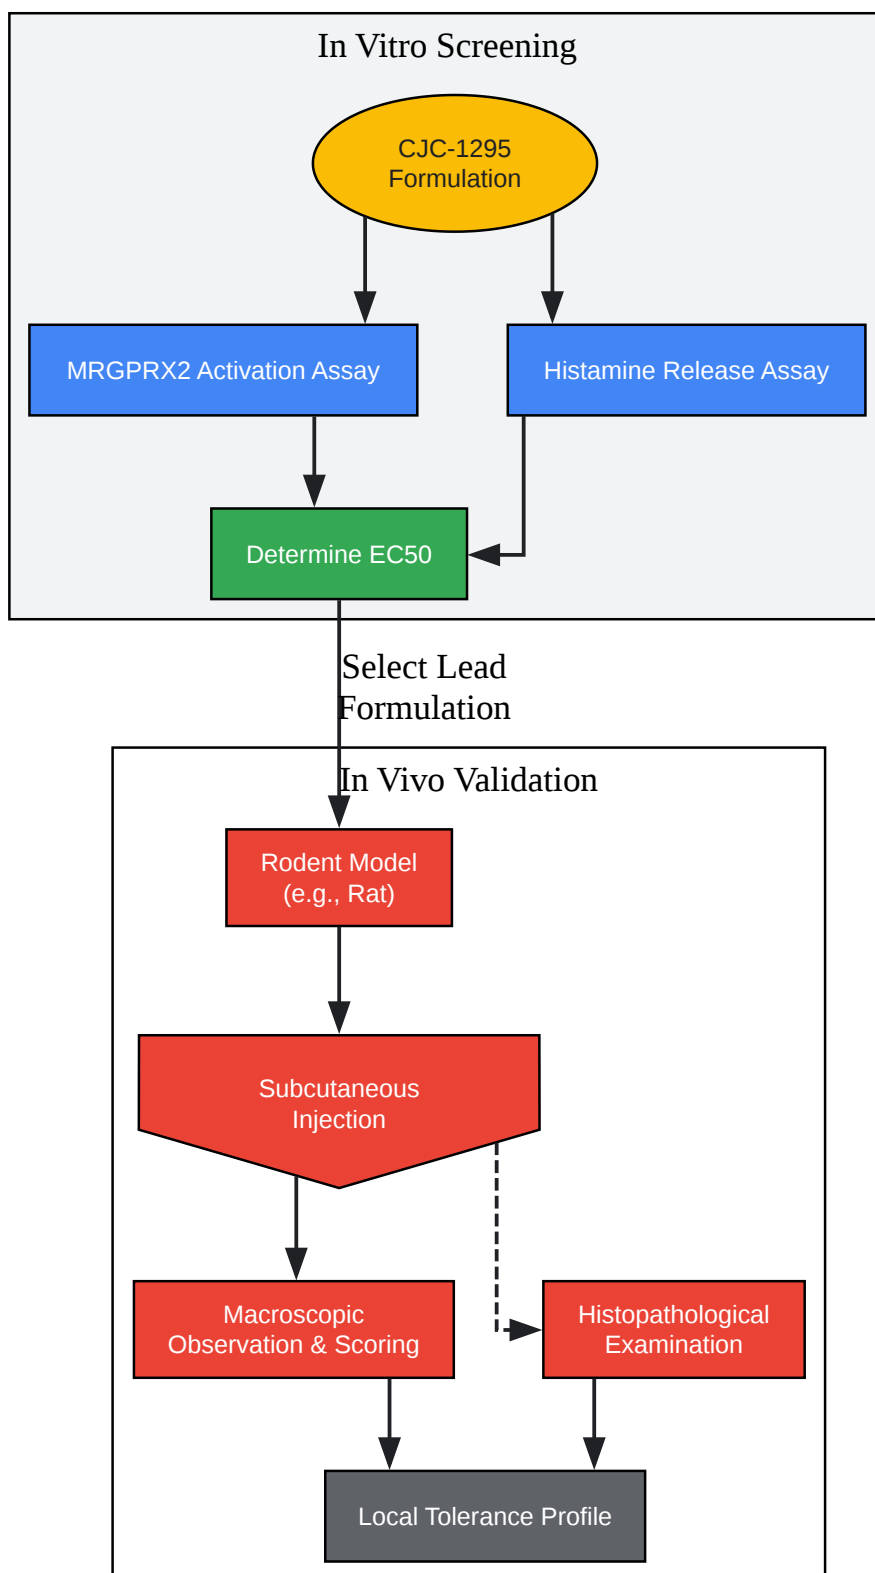 In Vitro Screening
CJC-1295
Formulation
MRGPRX2 Activation Assay
Histamine Release Assay
Determine EC50
Select Lead
Formulation
In Vivo Validation
Rodent Model
(e.g., Rat)
Subcutaneous
Injection
Macroscopic
Observation & Scoring
Histopathological
Examination
Local Tolerance Profile